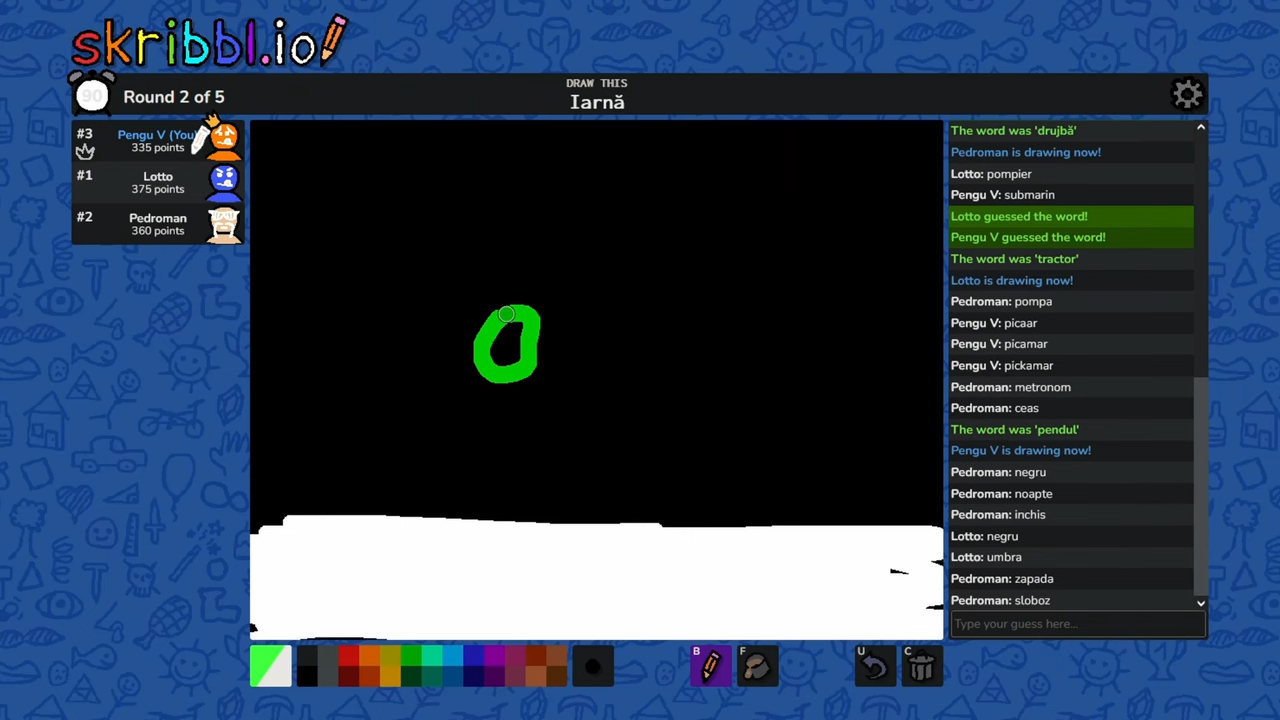 skribbl.io
90
Round 2 of 5
DRAW THIS
Iarnă
#3
Pengu V (You)
335 points
#1
Lotto
375 points
#2
Pedroman
360 points
The word was 'drujbă'
Pedroman is drawing now!
Lotto: pompier
Pengu V: submarin
Lotto guessed the word!
Pengu V guessed the word!
The word was 'tractor'
Lotto is drawing now!
Pedroman: pompa
Pengu V: picaar
Pengu V: picamar
Pengu V: pickamar
Pedroman: metronom
Pedroman: ceas
The word was 'pendul'
Pengu V is drawing now!
Pedroman: negru
Pedroman: noapte
Pedroman: inchis
Lotto: negru
Lotto: umbra
Pedroman: zapada
Pedroman: sloboz
Type your guess here...
B
F
U
C